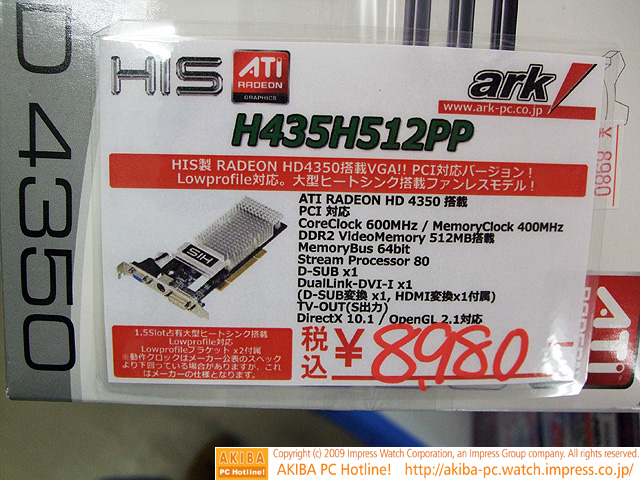 D 4350
HIS ATI RADEON GRAPHICS
ark
www.ark-pc.co.jp
H435H512PP
¥8980
HIS製 RADEON HD4350搭載VGA!! PCI対応バージョン！
Lowprofile対応。大型ヒートシンク搭載ファンレスモデル！
ATI RADEON HD 4350 搭載
PCI 対応
CoreClock 600MHz / MemoryClock 400MHz
DDR2 VideoMemory 512MB搭載
MemoryBus 64bit
Stream Processor 80
D-SUB x1
DualLink-DVI-I x1
(D-SUB変換 x1, HDMI変換x1付属)
TV-OUT(S出力)
DirectX 10.1 / OpenGL 2.1対応
HIS
1.5Slot占有大型ヒートシンク搭載
Lowprofile対応
Lowprofileブラケット x2付属
※動作クロックはメーカー公表のスペック
より下回っている場合がありますが、これ
はメーカーの仕様となります。
税込 ¥8,980
ATI
AKIBA PC Hotline!
Copyright (c) 2009 Impress Watch Corporation, an Impress Group company. All rights reserved.
AKIBA PC Hotline! http://akiba-pc.watch.impress.co.jp/